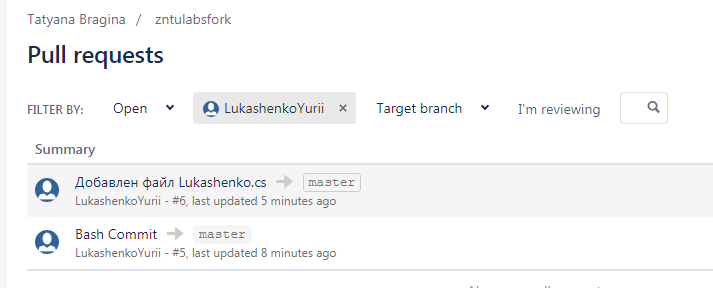 Tatyana Bragina / zntulabsfork
Pull requests
FILTER BY: Open LukashenkoYurii × Target branch I'm reviewing
Summary
Добавлен файл Lukashenko.cs → master
LukashenkoYurii - #6, last updated 5 minutes ago
Bash Commit → master
LukashenkoYurii - #5, last updated 8 minutes ago